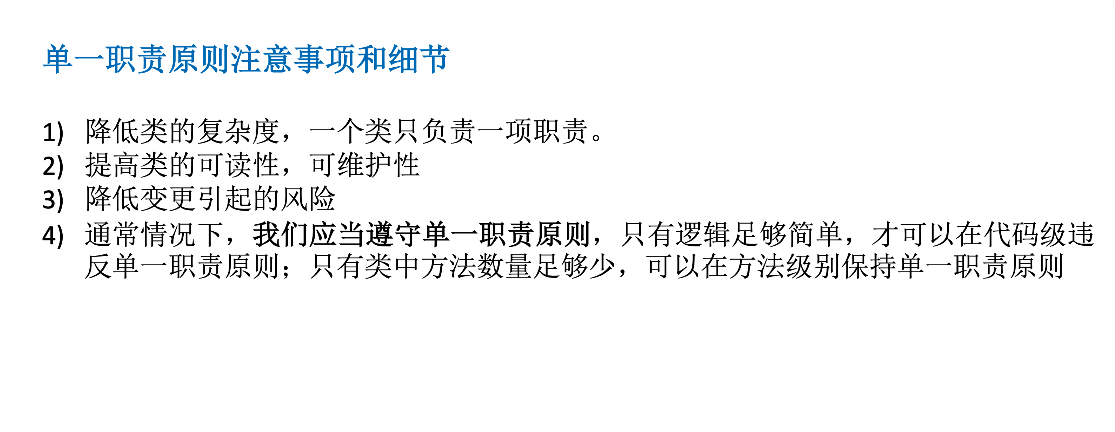 单一职责原则注意事项和细节
1) 降低类的复杂度，一个类只负责一项职责。
2) 提高类的可读性，可维护性
3) 降低变更引起的风险
4) 通常情况下，我们应当遵守单一职责原则，只有逻辑足够简单，才可以在代码级违
反单一职责原则；只有类中方法数量足够少，可以在方法级别保持单一职责原则